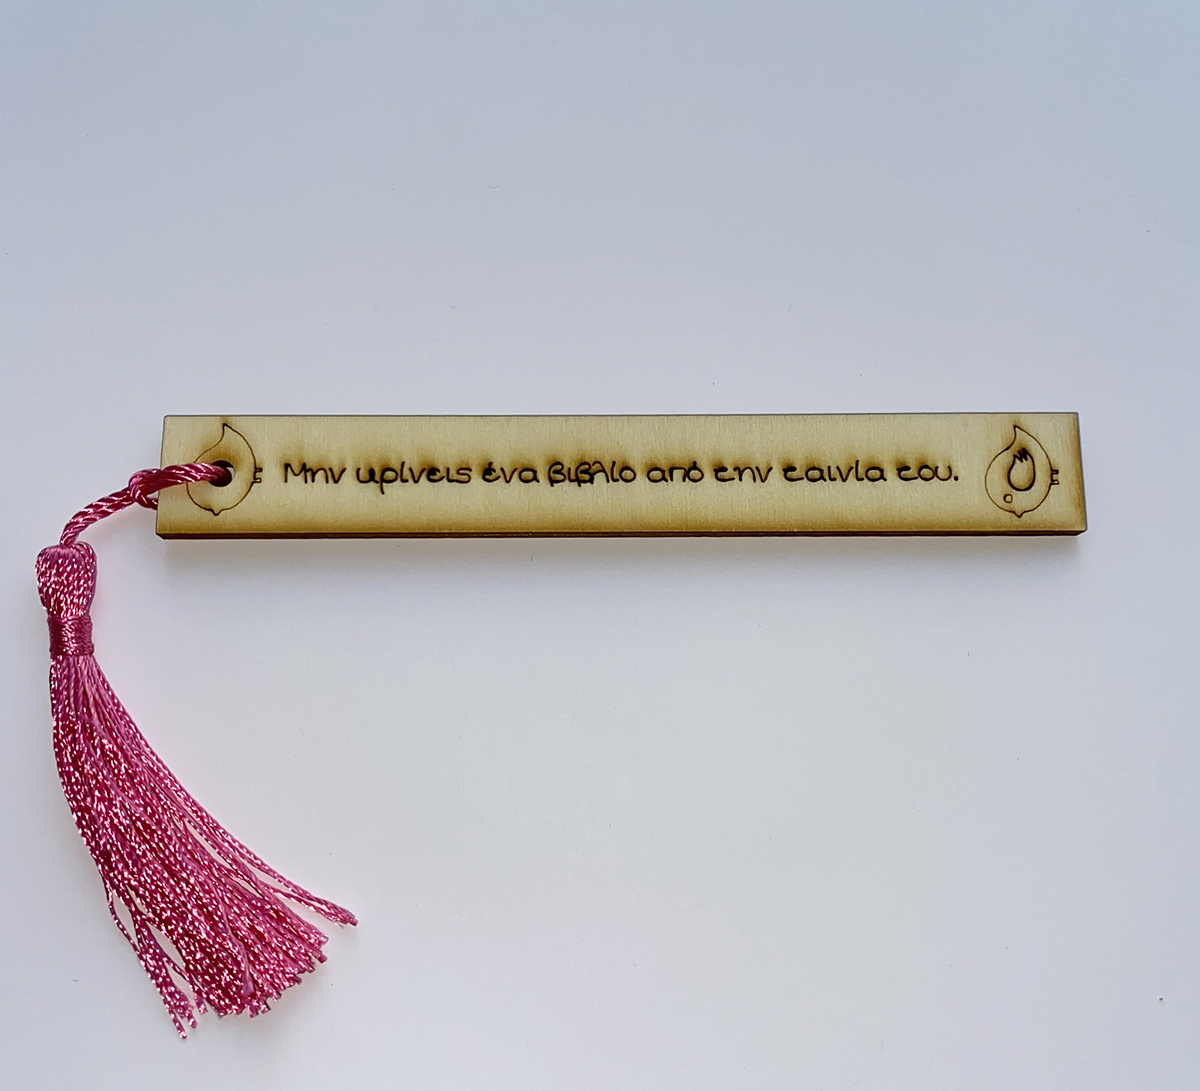 Μην κρίνεις ένα βιβλίο από την ταινία του.